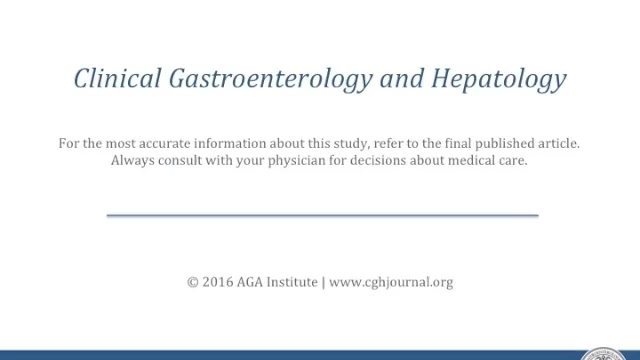 Clinical Gastroenterology and Hepatology
For the most accurate information about this study, refer to the final published article.
Always consult with your physician for decisions about medical care.
© 2016 AGA Institute | www.cghjournal.org